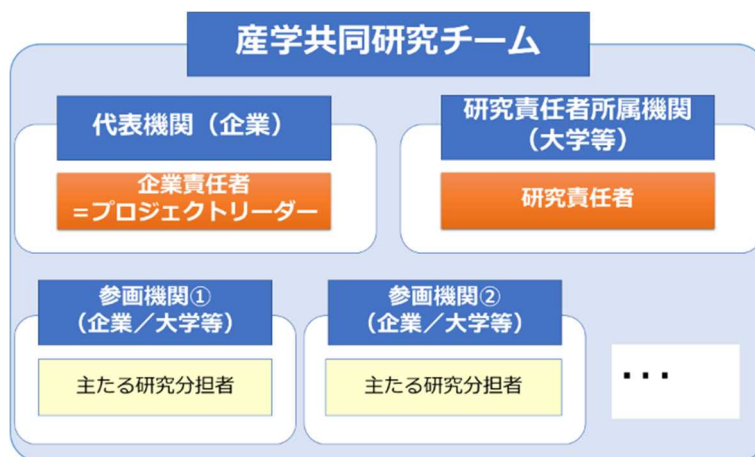 産学共同研究チーム
代表機関（企業）
企業責任者
=プロジェクトリーダー
研究責任者所属機関
（大学等）
研究責任者
参画機関①
（企業／大学等）
主たる研究分担者
参画機関②
（企業／大学等）
主たる研究分担者
・・・